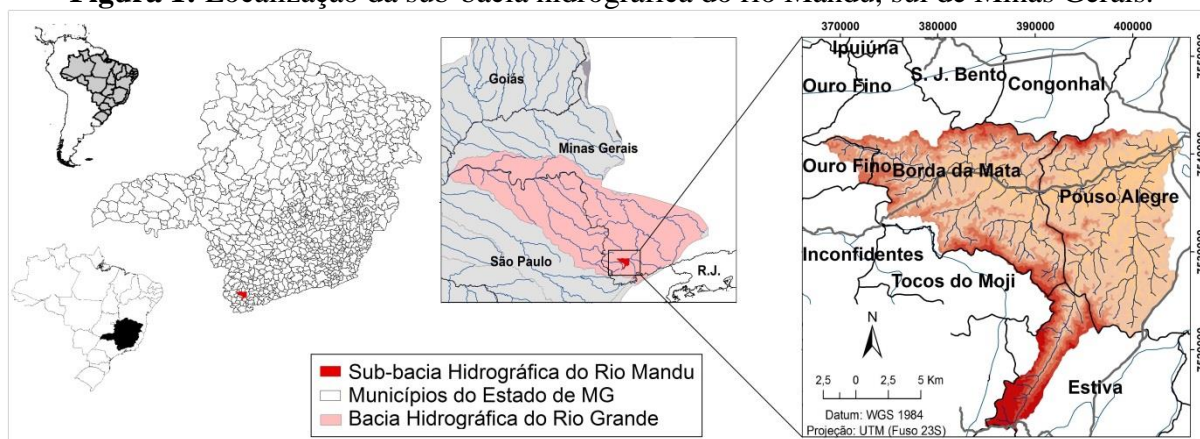 Figura 1. Localização da sub-bacia hidrográfica do rio Mandu, sul de Minas Gerais.
Goiás
Minas Gerais
São Paulo
R.J.
Sub-bacia Hidrográfica do Rio Mandu
Municípios do Estado de MG
Bacia Hidrográfica do Rio Grande
370000 380000 390000 400000
Ipujúna
Ouro Fino
S. J. Bento
Congonhal
Ouro Fino
Borda da Mata
Pouso Alegre
Inconfidentes
Tocos do Moji
Estiva
N
2,5 0 2,5 5 Km
Datum: WGS 1984
Projeção: UTM (Fuso 23S)